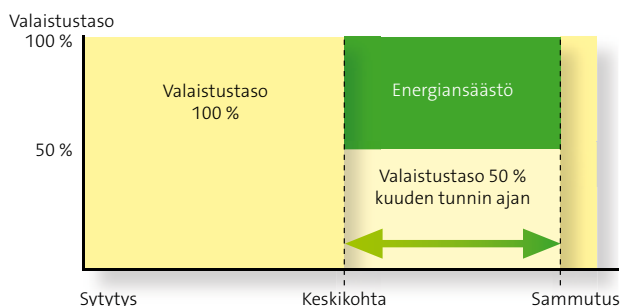 Valaistustaso
100 %
Valaistustaso
100 %
Energiansäästö
50 %
Valaistustaso 50 %
kuuden tunnin ajan
Sytytys
Keskikohta
Sammutus